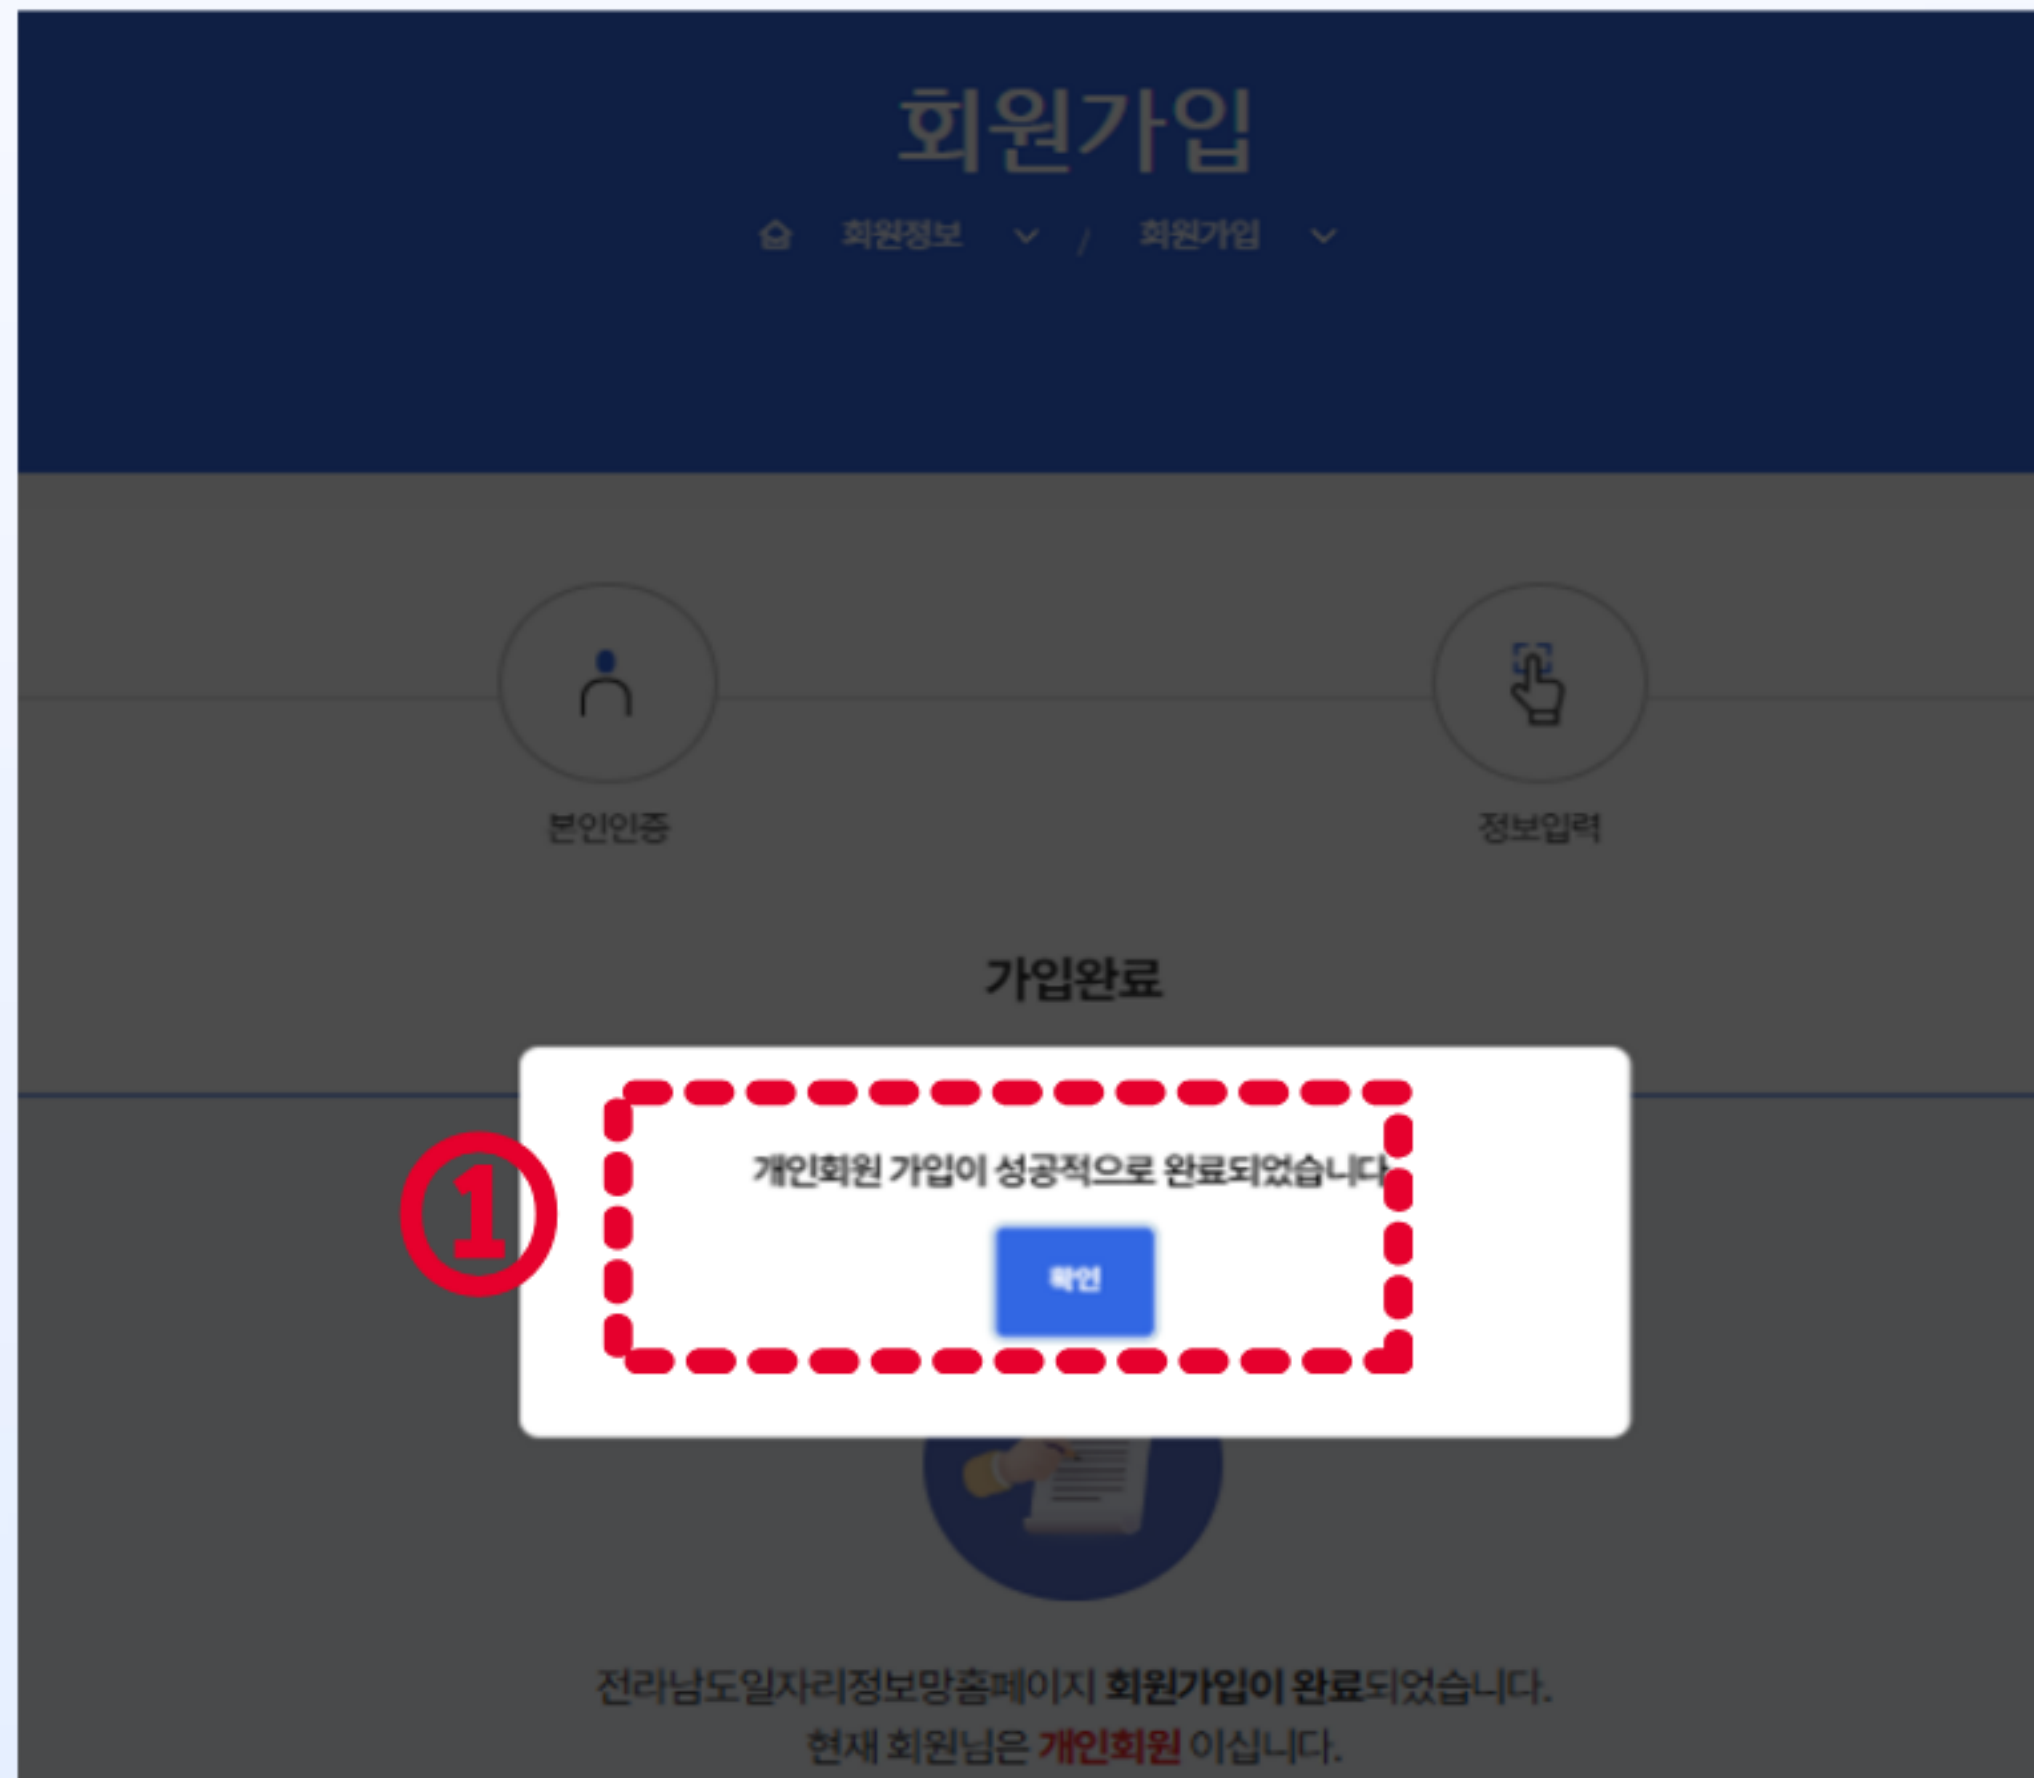 회원가입
회원정보 / 회원가입
본인인증
정보입력
가입완료
①
개인회원 가입이 성공적으로 완료되었습니다
확인
전라남도일자리정보망홈페이지 회원가입이 완료되었습니다.
현재 회원님은 개인회원 이십니다.